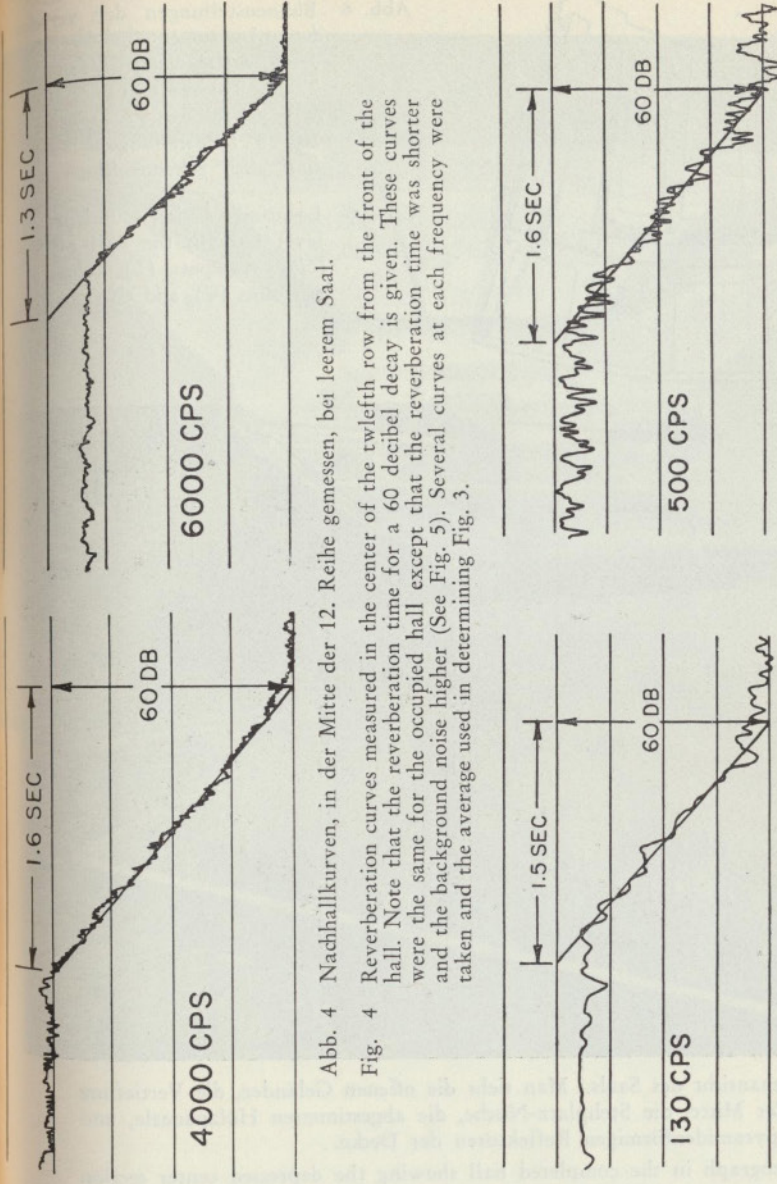 1.6 SEC
60 DB
4000 CPS
1.3 SEC
60 DB
6000 CPS
Abb. 4 Nachhallkurven, in der Mitte der 12. Reihe gemessen, bei leerem Saal.
Fig. 4 Reverberation curves measured in the center of the twlefth row from the front of the
hall. Note that the reverberation time for a 60 decibel decay is given. These curves
were the same for the occupied hall except that the reverberation time was shorter
and the background noise higher (See Fig. 5). Several curves at each frequency were
taken and the average used in determining Fig. 3.
1.5 SEC
60 DB
130 CPS
1.6 SEC
60 DB
500 CPS